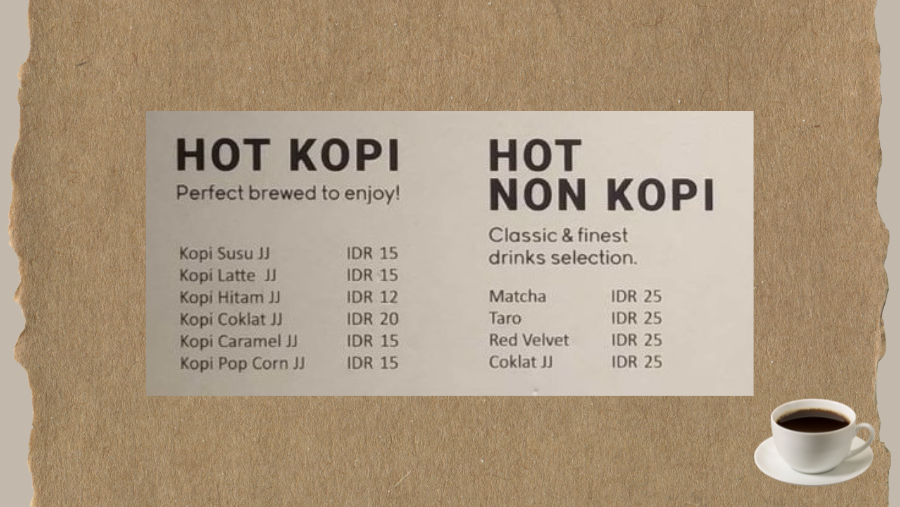 HOT KOPI
Perfect brewed to enjoy!
Kopi Susu JJ IDR 15
Kopi Latte JJ IDR 15
Kopi Hitam JJ IDR 12
Kopi Coklat JJ IDR 20
Kopi Caramel JJ IDR 15
Kopi Pop Corn JJ IDR 15
HOT
NON KOPI
Classic & finest
drinks selection.
Matcha IDR 25
Taro IDR 25
Red Velvet IDR 25
Coklat JJ IDR 25